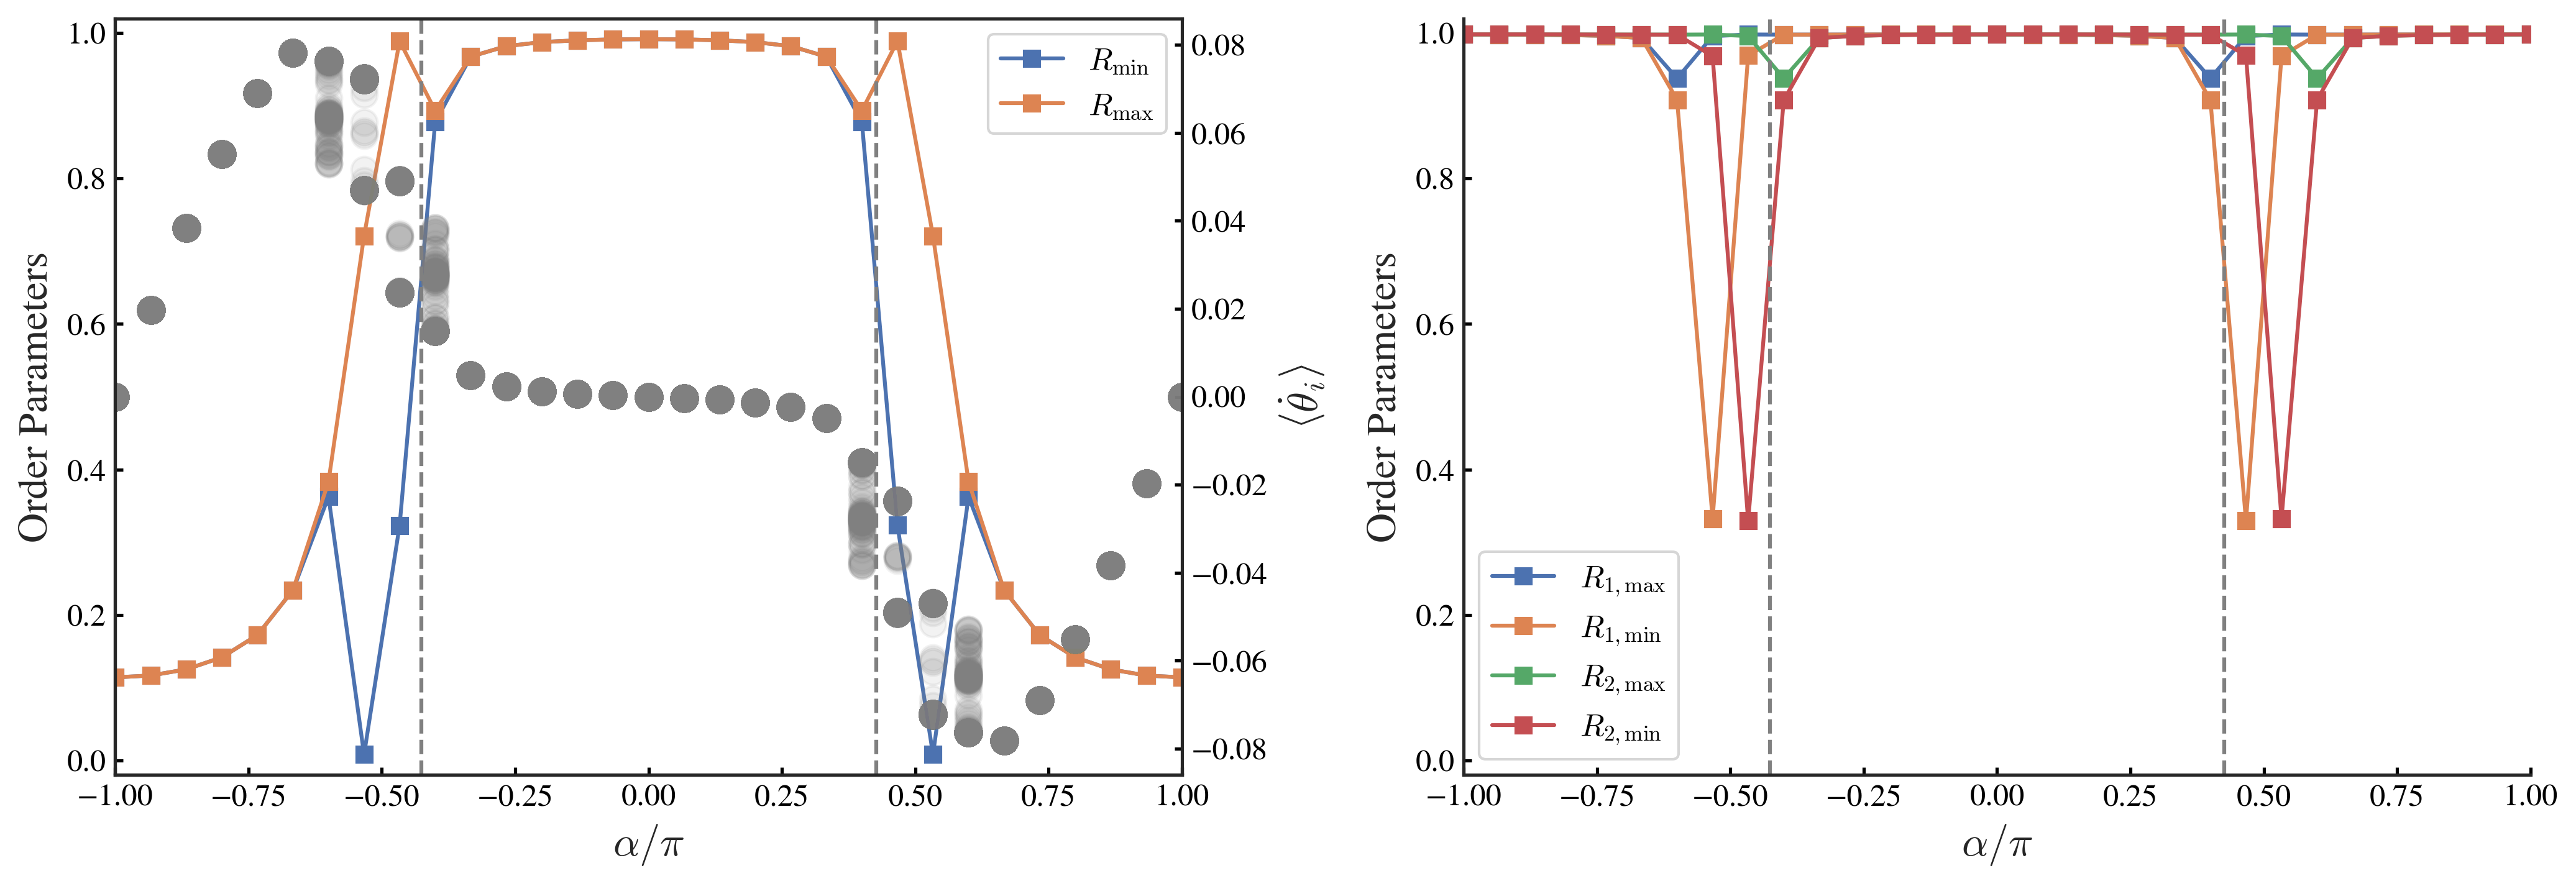 Order Parameters
1.0
0.8
0.6
0.4
0.2
0.0
−1.00 −0.75 −0.50 −0.25 0.00 0.25 0.50 0.75 1.00
α/π
R_min
R_max
0.08
0.06
0.04
0.02
0.00
−0.02
−0.04
−0.06
−0.08
⟨θ̇_i⟩
Order Parameters
1.0
0.8
0.6
0.4
0.2
0.0
−1.00 −0.75 −0.50 −0.25 0.00 0.25 0.50 0.75 1.00
α/π
R_1,max
R_1,min
R_2,max
R_2,min